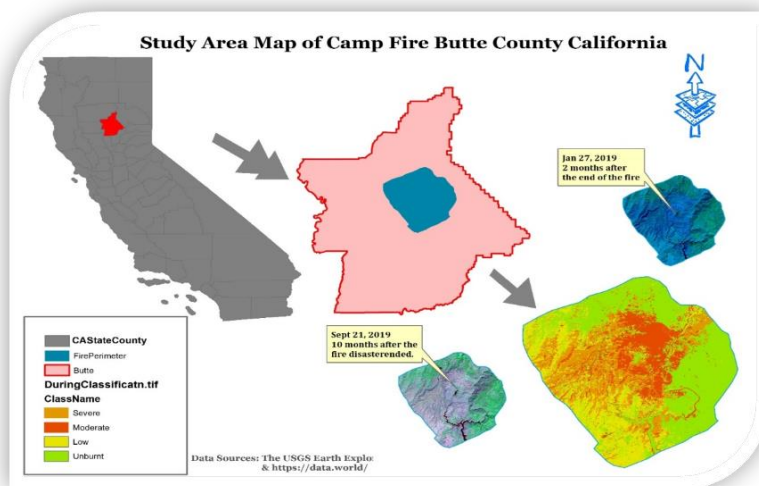 Study Area Map of Camp Fire Butte County California
N
Jan 27, 2019
2 months after
the end of the fire
Sept 21, 2019
10 months after the
fire disasterended.
CAStateCounty
FirePerimeter
Butte
DuringClassificatn.tif
ClassName
Severe
Moderate
Low
Unburnt
Data Sources: The USGS Earth Explo
& https://data.world/